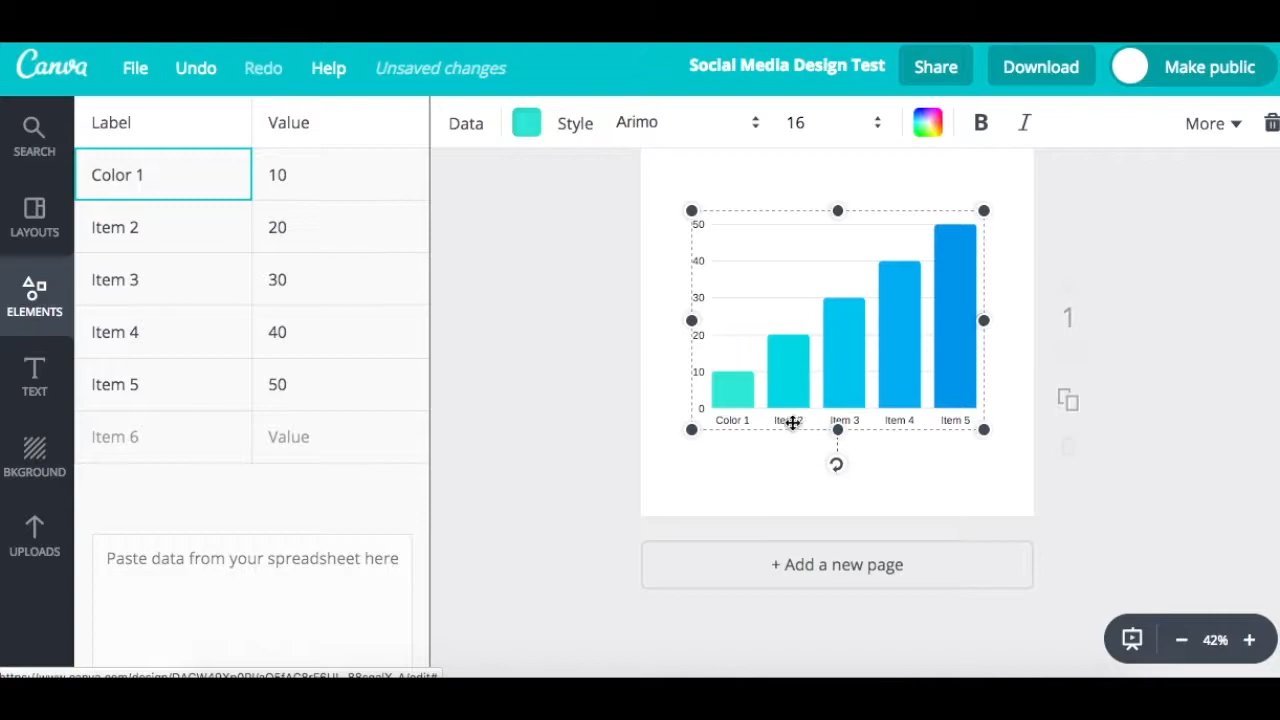 Canva File Undo Redo Help Unsaved changes Social Media Design Test Share Download Make public
Label Value
Data Style Arimo 16 B I More
SEARCH
LAYOUTS
ELEMENTS
TEXT
BKGROUND
UPLOADS
Color 1 10
Item 2 20
Item 3 30
Item 4 40
Item 5 50
Item 6 Value
Paste data from your spreadsheet here
50
40
30
20
10
0
Color 1 Item 2 Item 3 Item 4 Item 5
1
+ Add a new page
42%